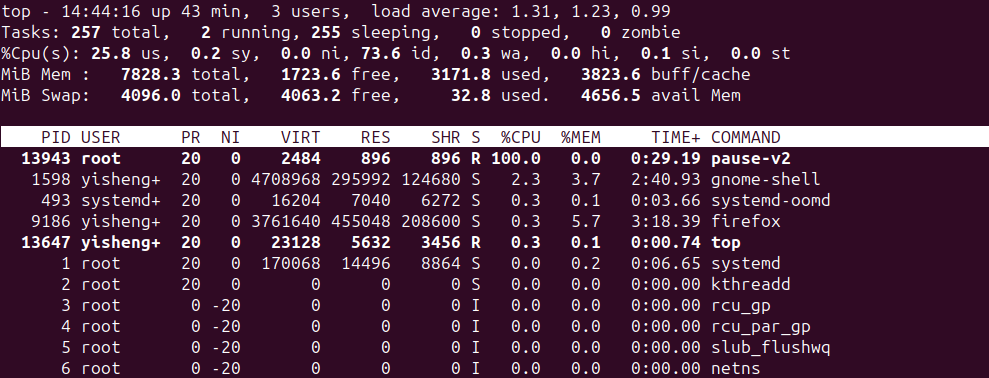 top - 14:44:16 up 43 min,  3 users,  load average: 1.31, 1.23, 0.99
Tasks: 257 total,   2 running, 255 sleeping,   0 stopped,   0 zombie
%Cpu(s): 25.8 us,  0.2 sy,  0.0 ni, 73.6 id,  0.3 wa,  0.0 hi,  0.1 si,  0.0 st
MiB Mem :   7828.3 total,   1723.6 free,   3171.8 used,   3823.6 buff/cache
MiB Swap:   4096.0 total,   4063.2 free,     32.8 used.   4656.5 avail Mem
    PID USER      PR  NI    VIRT    RES    SHR S  %CPU  %MEM     TIME+ COMMAND
  13943 root      20   0    2484    896    896 R 100.0   0.0   0:29.19 pause-v2
   1598 yisheng+  20   0 4708968 295992 124680 S   2.3   3.7   2:40.93 gnome-shell
    493 systemd+  20   0   16204   7040   6272 S   0.3   0.1   0:03.66 systemd-oomd
   9186 yisheng+  20   0 3761640 455048 208600 S   0.3   5.7   3:18.39 firefox
  13647 yisheng+  20   0   23128   5632   3456 R   0.3   0.1   0:00.74 top
      1 root      20   0  170068  14496   8864 S   0.0   0.2   0:06.65 systemd
      2 root      20   0       0      0      0 S   0.0   0.0   0:00.00 kthreadd
      3 root       0 -20       0      0      0 I   0.0   0.0   0:00.00 rcu_gp
      4 root       0 -20       0      0      0 I   0.0   0.0   0:00.00 rcu_par_gp
      5 root       0 -20       0      0      0 I   0.0   0.0   0:00.00 slub_flushwq
      6 root       0 -20       0      0      0 I   0.0   0.0   0:00.00 netns